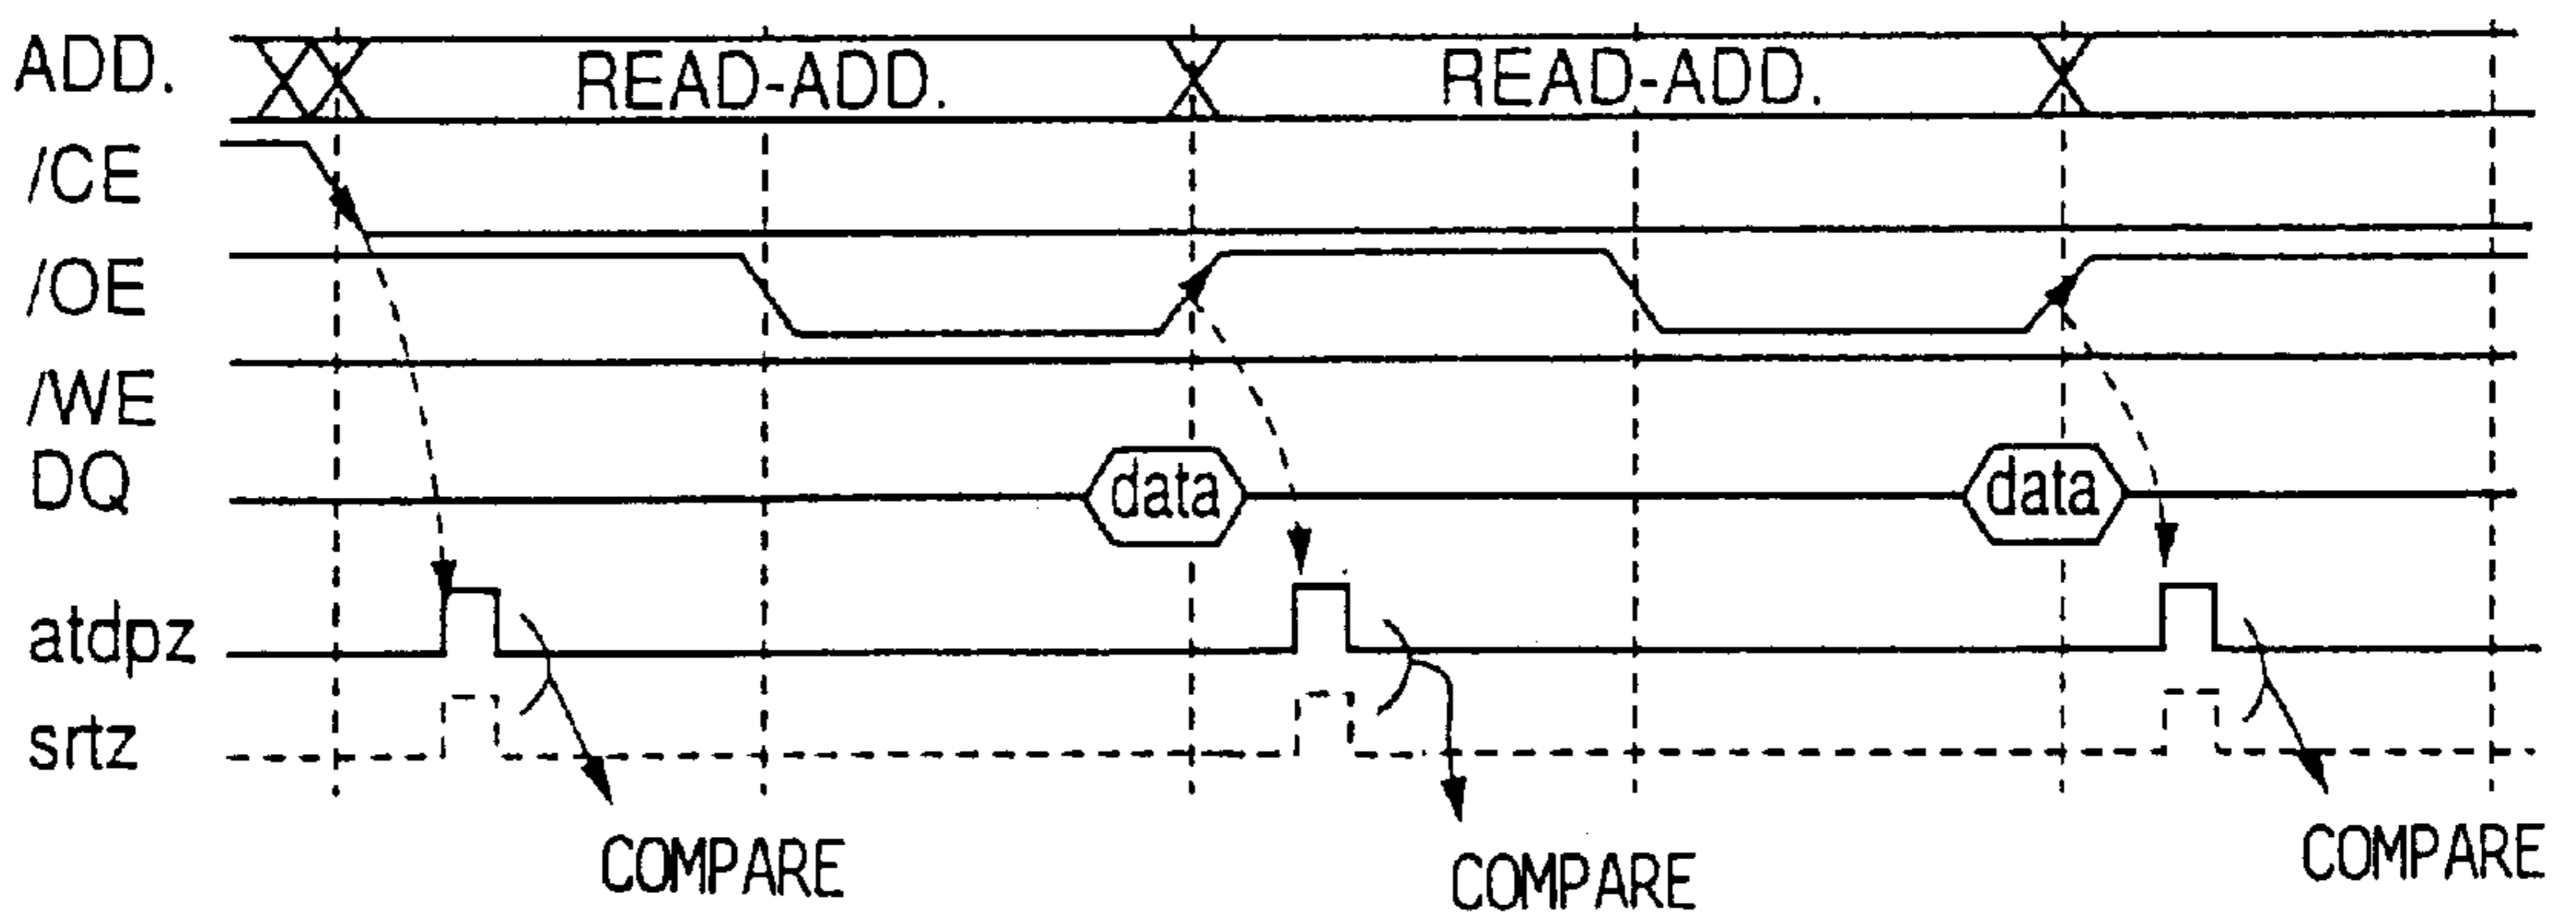 ADD. READ-ADD. READ-ADD.
/CE
/OE
/WE
DQ data data
atdpz
srtz
COMPARE COMPARE COMPARE